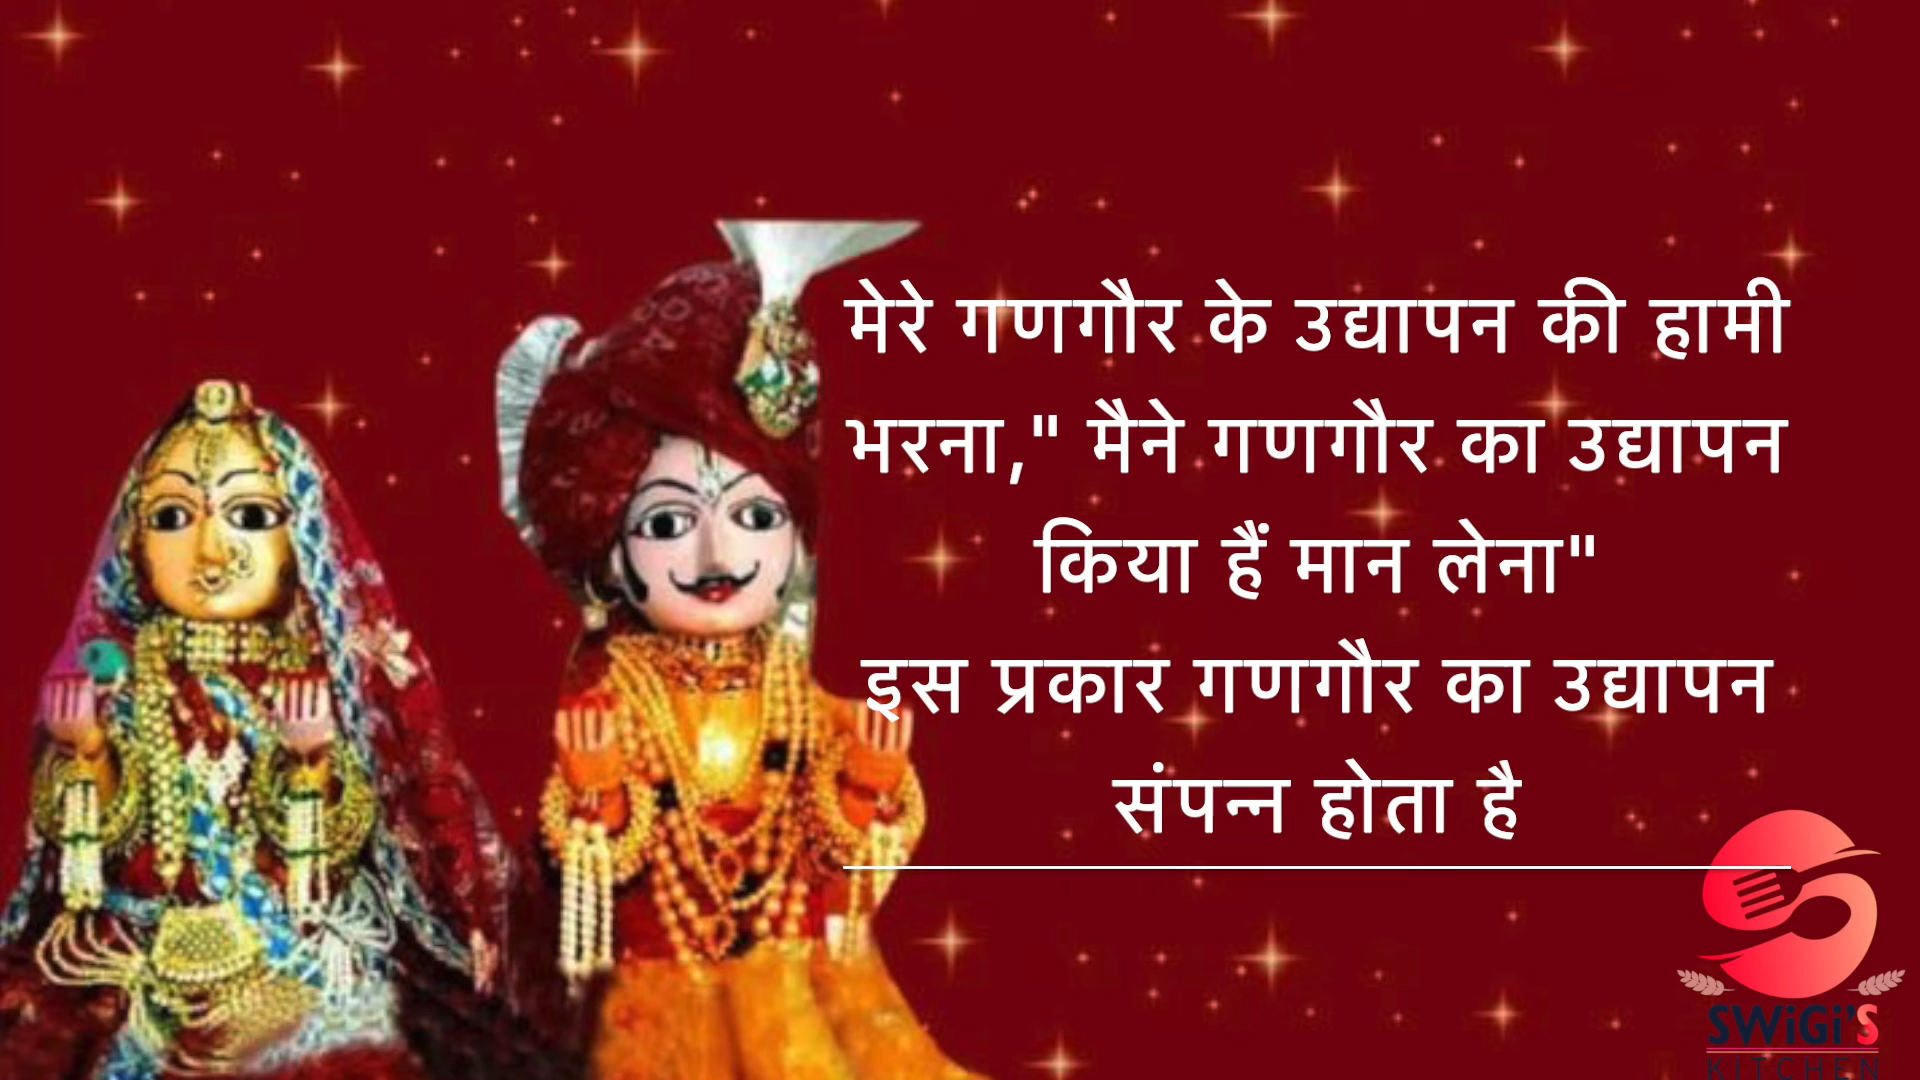 मेरे गणगौर के उद्यापन की हामी
भरना," मैने गणगौर का उद्यापन
किया हैं मान लेना"
इस प्रकार गणगौर का उद्यापन
संपन्न होता है
SWiGi'S
KITCHEN